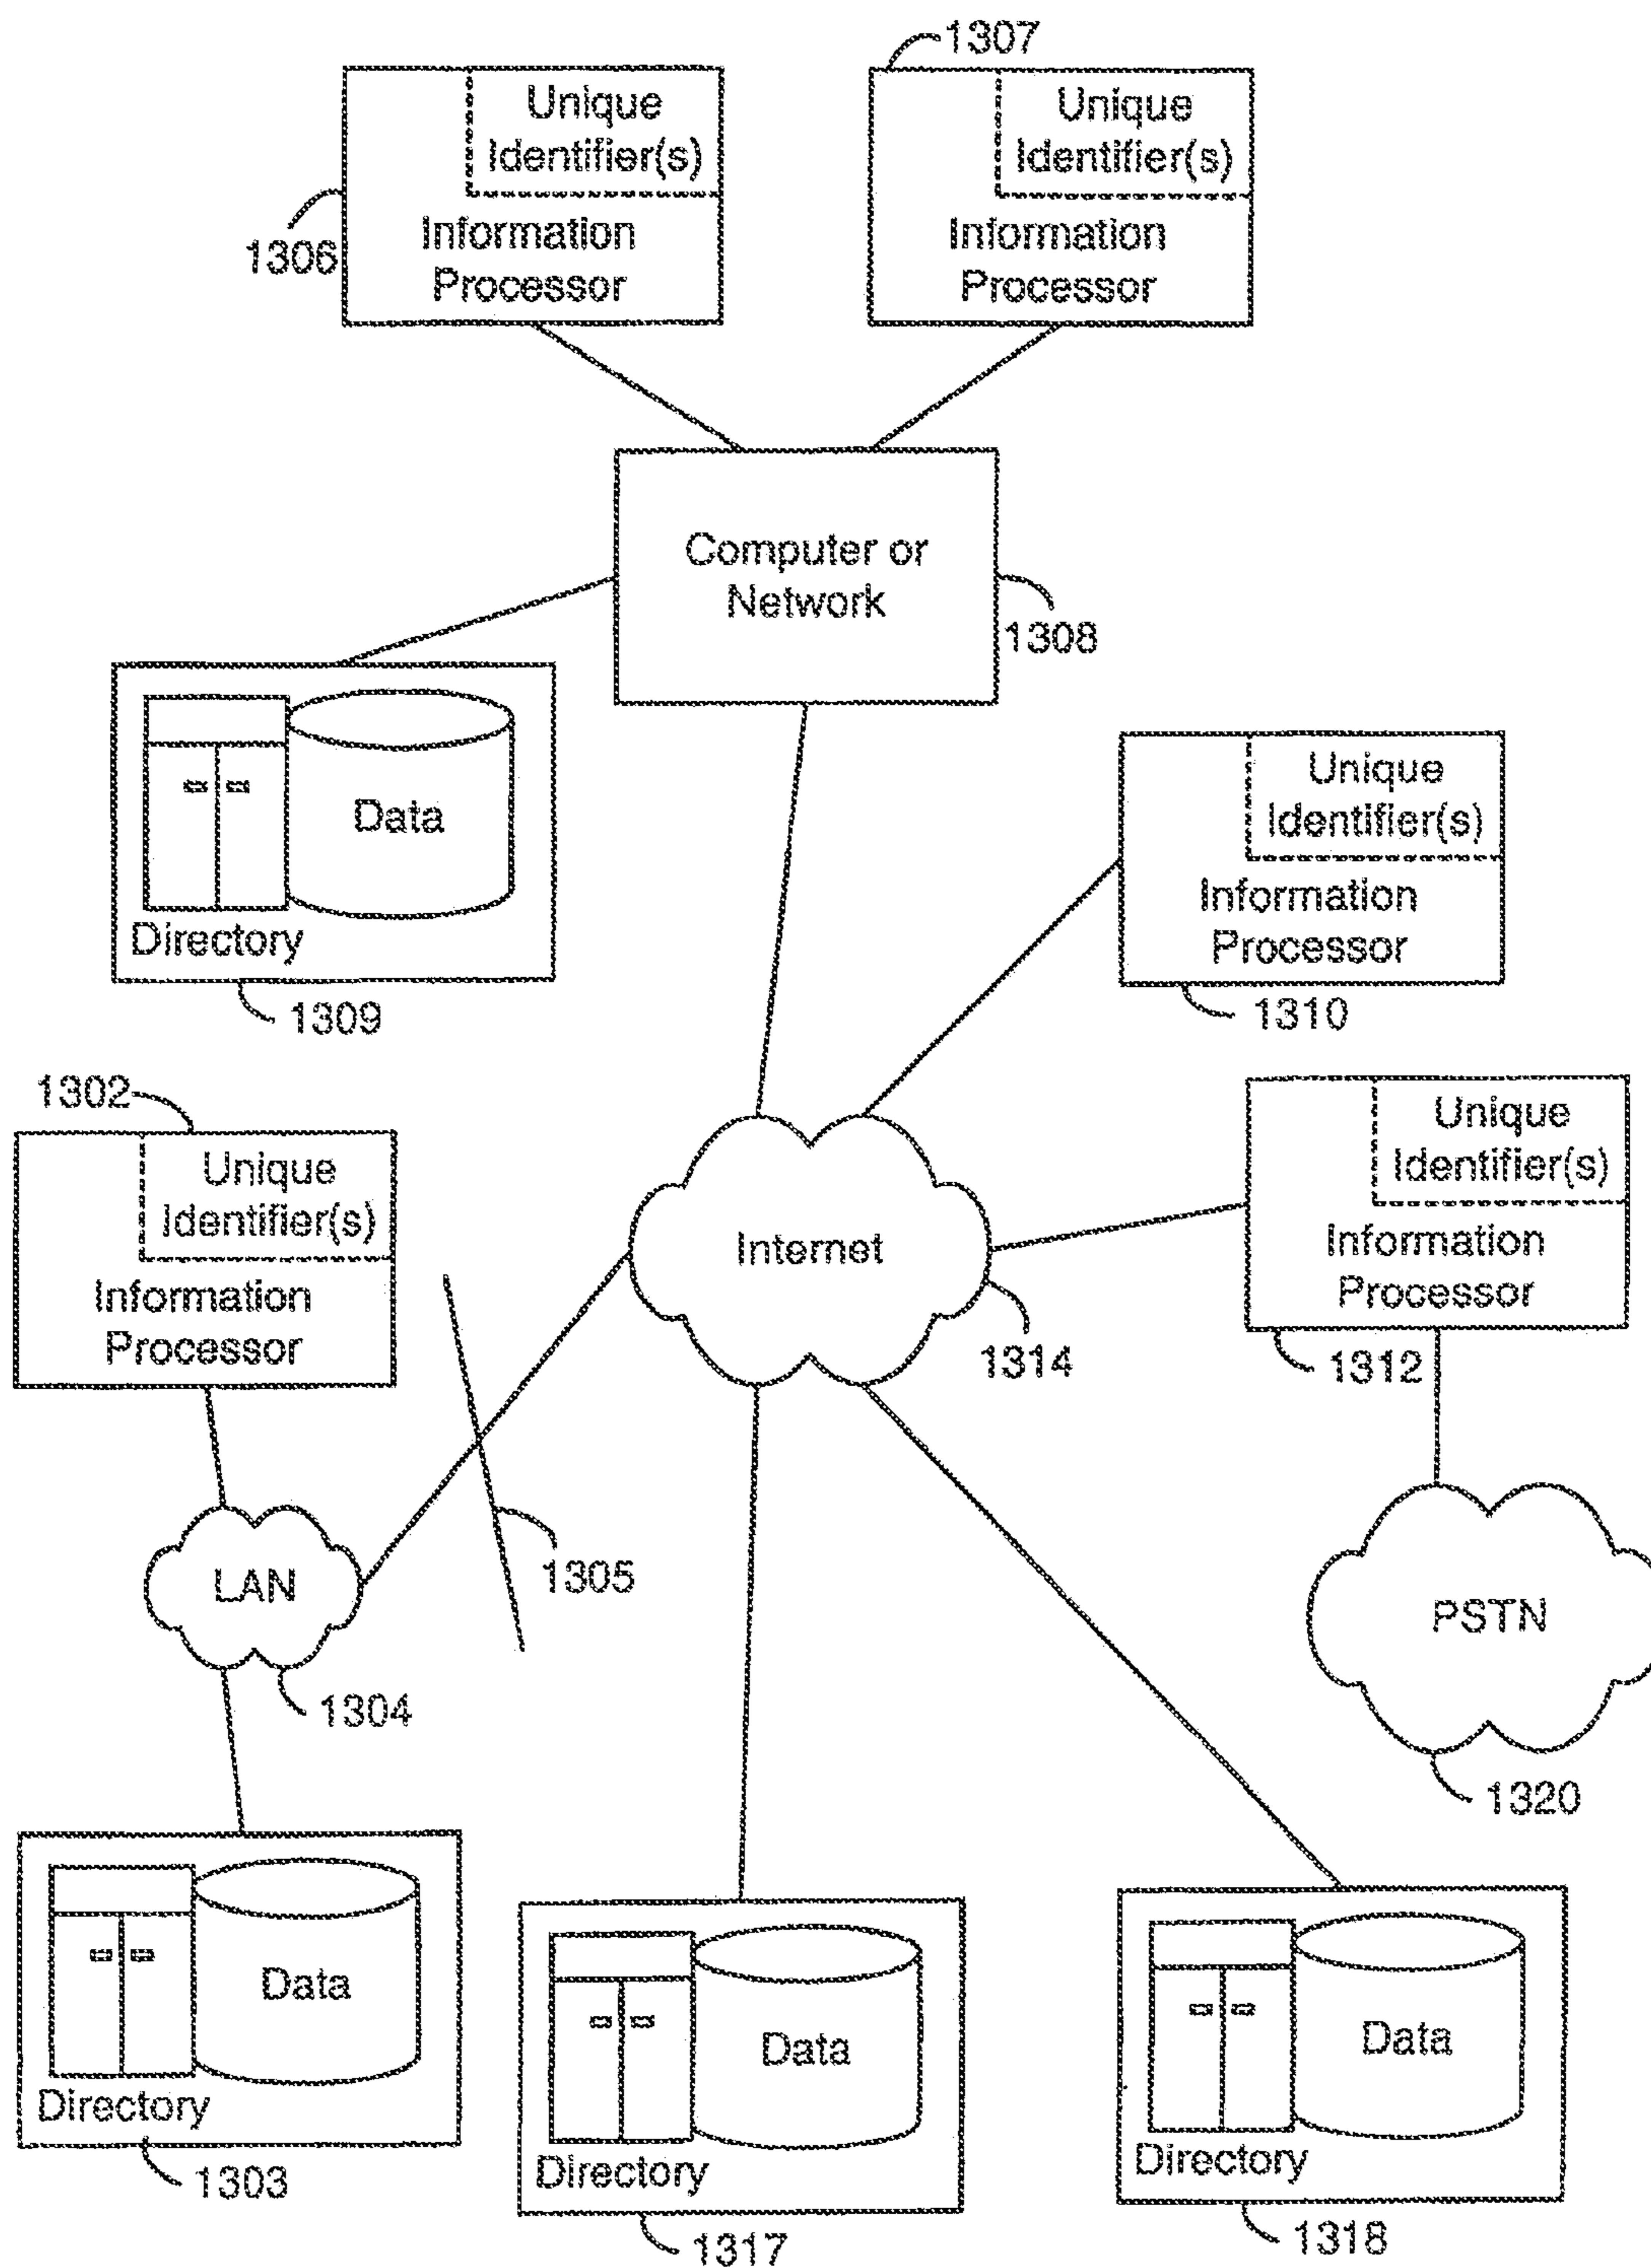 1307
Unique
Identifier(s)
Information
Processor
1306
Unique
Identifier(s)
Information
Processor
Computer or
Network
1308
Data
Directory
1309
Unique
Identifier(s)
Information
Processor
1310
1302
Unique
Identifier(s)
Information
Processor
Internet
1314
Unique
Identifier(s)
Information
Processor
1312
LAN
1304
1305
PSTN
1320
Data
Directory
1303
Data
Directory
1317
Data
Directory
1318